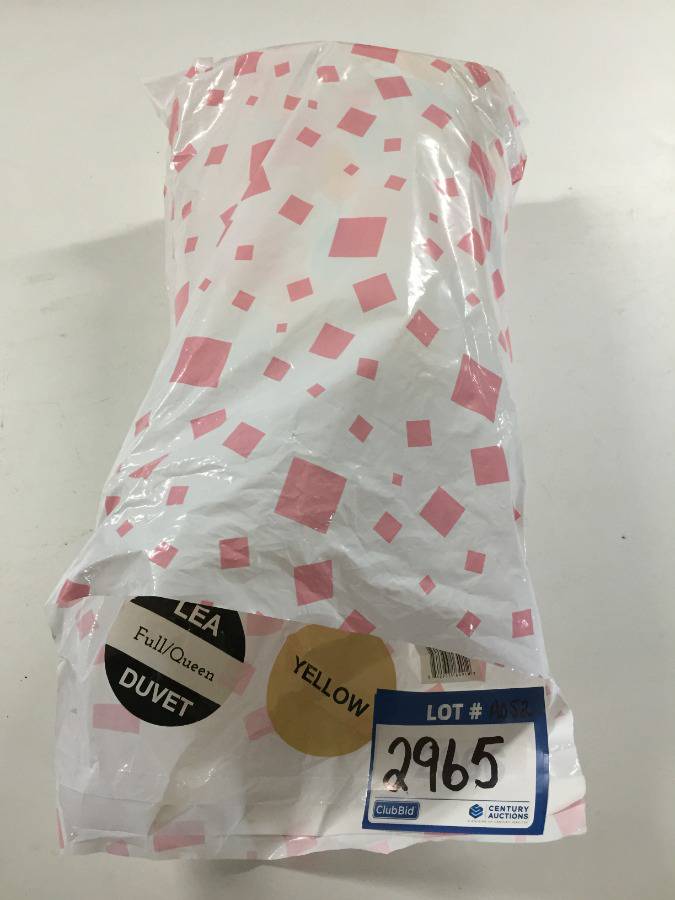 LEA
Full/Queen
DUVET
YELLOW
LOT #
2965
ClubBid
CENTURY
AUCTIONS